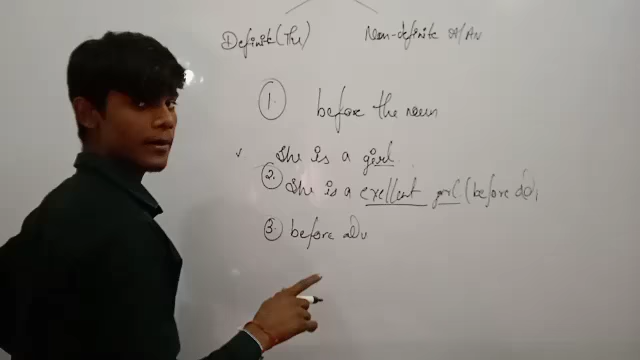 Definite (The) Non-definite A/AN
1. before the noun
She is a girl.
2. She is a exellent girl (before adj,
3. before adv